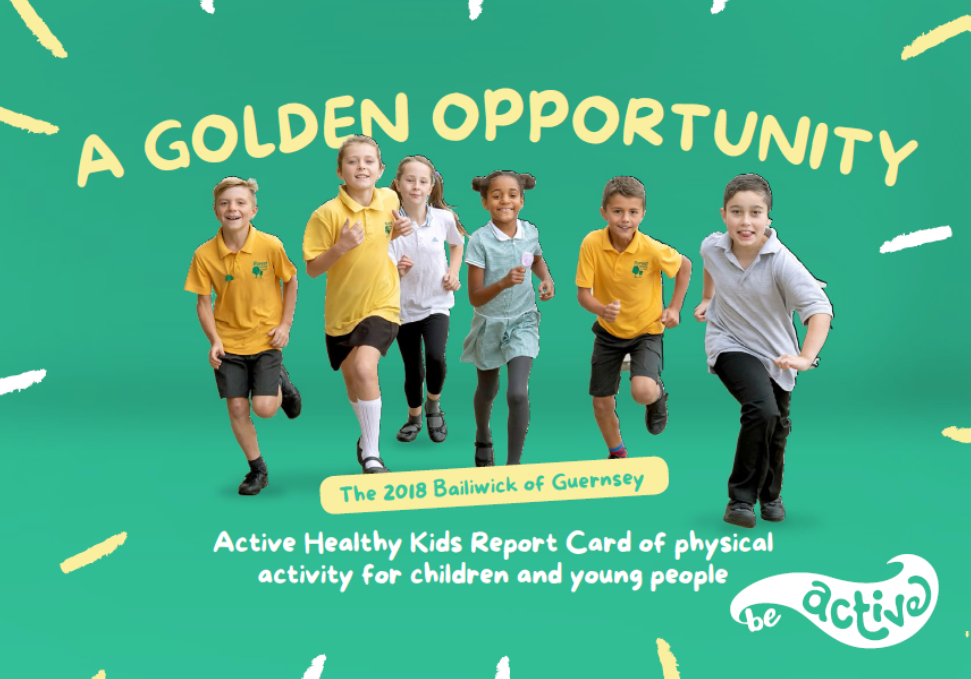 A GOLDEN OPPORTUNITY
The 2018 Bailiwick of Guernsey
Active Healthy Kids Report Card of physical
activity for children and young people
be active